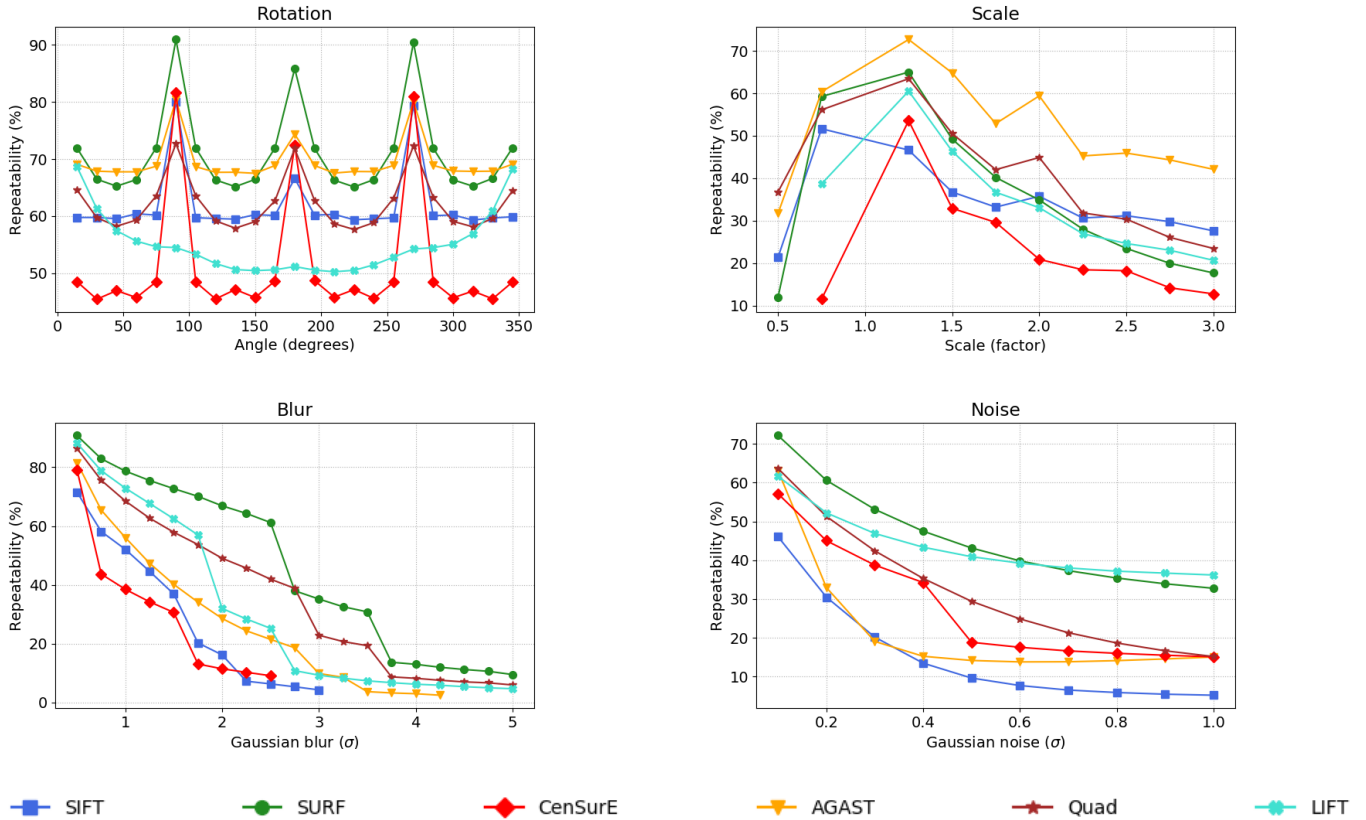 Rotation
Repeatability (%)
90
80
70
60
50
0 50 100 150 200 250 300 350
Angle (degrees)
Scale
Repeatability (%)
70
60
50
40
30
20
10
0.5 1.0 1.5 2.0 2.5 3.0
Scale (factor)
Blur
Repeatability (%)
80
60
40
20
0
1 2 3 4 5
Gaussian blur (σ)
Noise
Repeatability (%)
70
60
50
40
30
20
10
0.2 0.4 0.6 0.8 1.0
Gaussian noise (σ)
SIFT SURF CenSurE AGAST Quad LIFT